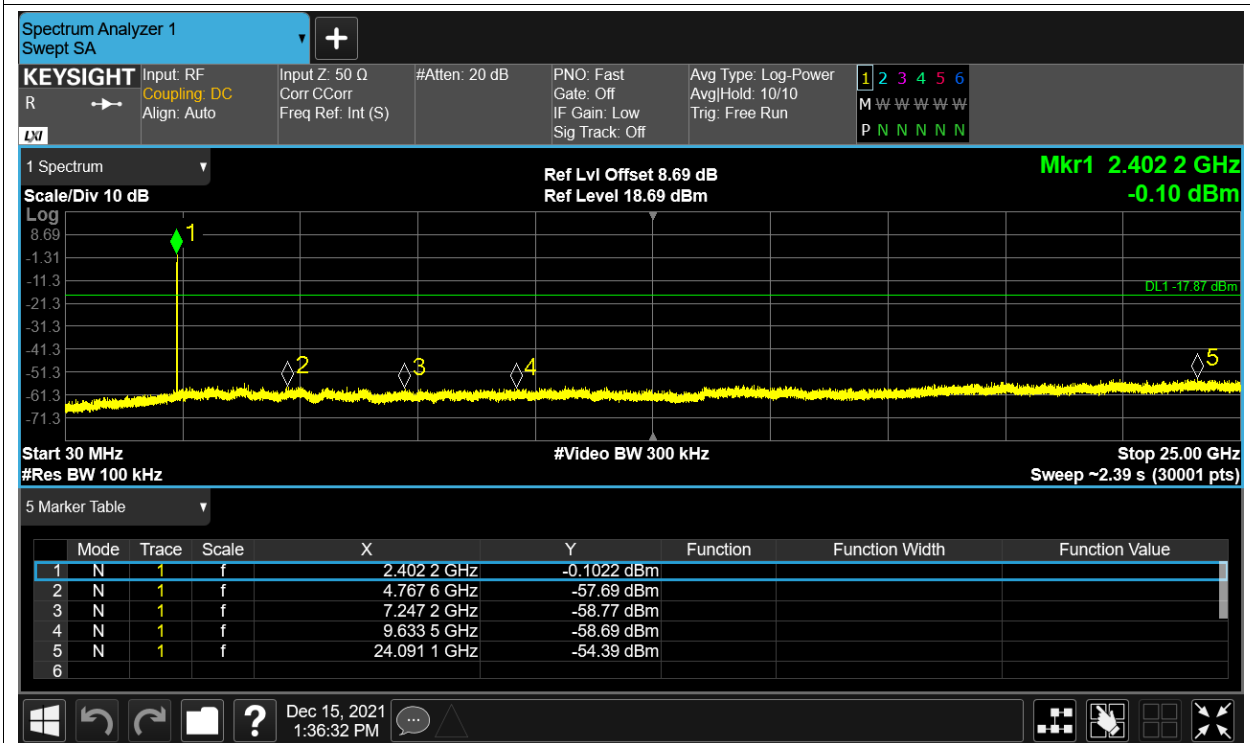 Spectrum Analyzer 1
Swept SA
KEYSIGHT Input: RF Input Z: 50 Ω #Atten: 20 dB PNO: Fast Avg Type: Log-Power 1 2 3 4 5 6
R Coupling: DC Corr CCorr Gate: Off Avg|Hold: 10/10 M W W W W W
Align: Auto Freq Ref: Int (S) IF Gain: Low Trig: Free Run
LXI Sig Track: Off P N N N N N
1 Spectrum Ref Lvl Offset 8.69 dB Mkr1 2.402 2 GHz
Scale/Div 10 dB Ref Level 18.69 dBm -0.10 dBm
Log
8.69 1
-1.31
-11.3
DL1 -17.87 dBm
-21.3
-31.3
-41.3
-51.3 2 3 4 5
-61.3
-71.3
Start 30 MHz #Video BW 300 kHz Stop 25.00 GHz
#Res BW 100 kHz Sweep ~2.39 s (30001 pts)
5 Marker Table
Mode Trace Scale X Y Function Function Width Function Value
1 N 1 f 2.402 2 GHz -0.1022 dBm
2 N 1 f 4.767 6 GHz -57.69 dBm
3 N 1 f 7.247 2 GHz -58.77 dBm
4 N 1 f 9.633 5 GHz -58.69 dBm
5 N 1 f 24.091 1 GHz -54.39 dBm
6
? Dec 15, 2021
1:36:32 PM